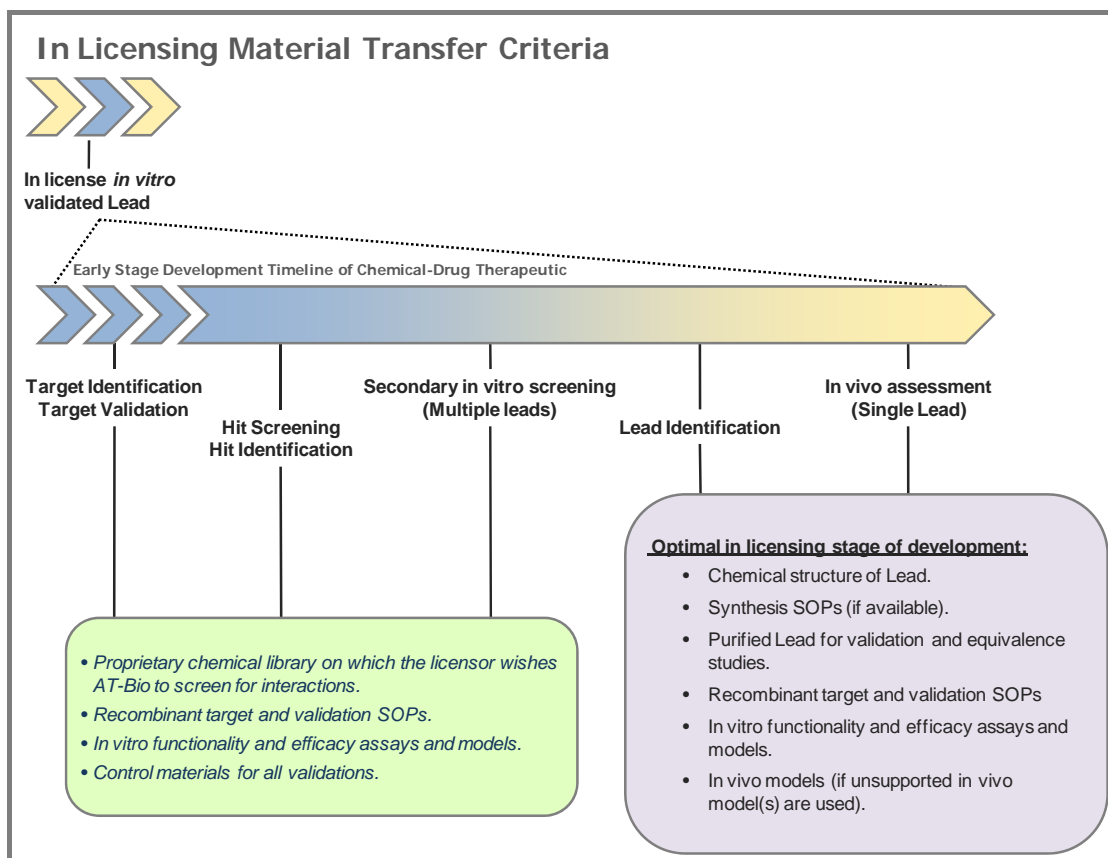 In Licensing Material Transfer Criteria
In license in vitro
validated Lead
Early Stage Development Timeline of Chemical-Drug Therapeutic
Target Identification
Target Validation
Hit Screening
Hit Identification
Secondary in vitro screening
(Multiple leads)
Lead Identification
In vivo assessment
(Single Lead)
• Proprietary chemical library on which the licensor wishes
AT-Bio to screen for interactions.
• Recombinant target and validation SOPs.
• In vitro functionality and efficacy assays and models.
• Control materials for all validations.
Optimal in licensing stage of development:
• Chemical structure of Lead.
• Synthesis SOPs (if available).
• Purified Lead for validation and equivalence
studies.
• Recombinant target and validation SOPs
• In vitro functionality and efficacy assays and
models.
• In vivo models (if unsupported in vivo
model(s) are used).